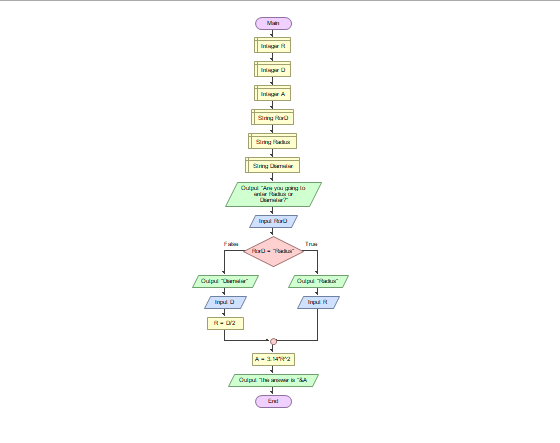 Main
Integer R
Integer D
Integer A
String RorD
String Radius
String Diameter
Output "Are you going to
enter Radius or
Diameter?"
Input RorD
False
RorD = "Radius"
True
Output "Diameter"
Output "Radius"
Input D
Input R
R = D/2
A = 3.14*R^2
Output "the answer is "&A
End